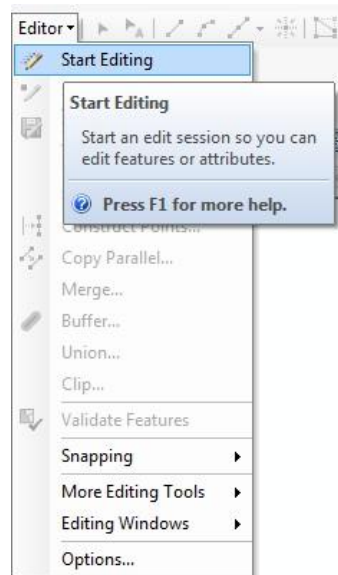 Editor
Start Editing
Start Editing
Start an edit session so you can
edit features or attributes.
Press F1 for more help.
Construct Points...
Copy Parallel...
Merge...
Buffer...
Union...
Clip...
Validate Features
Snapping
More Editing Tools
Editing Windows
Options...